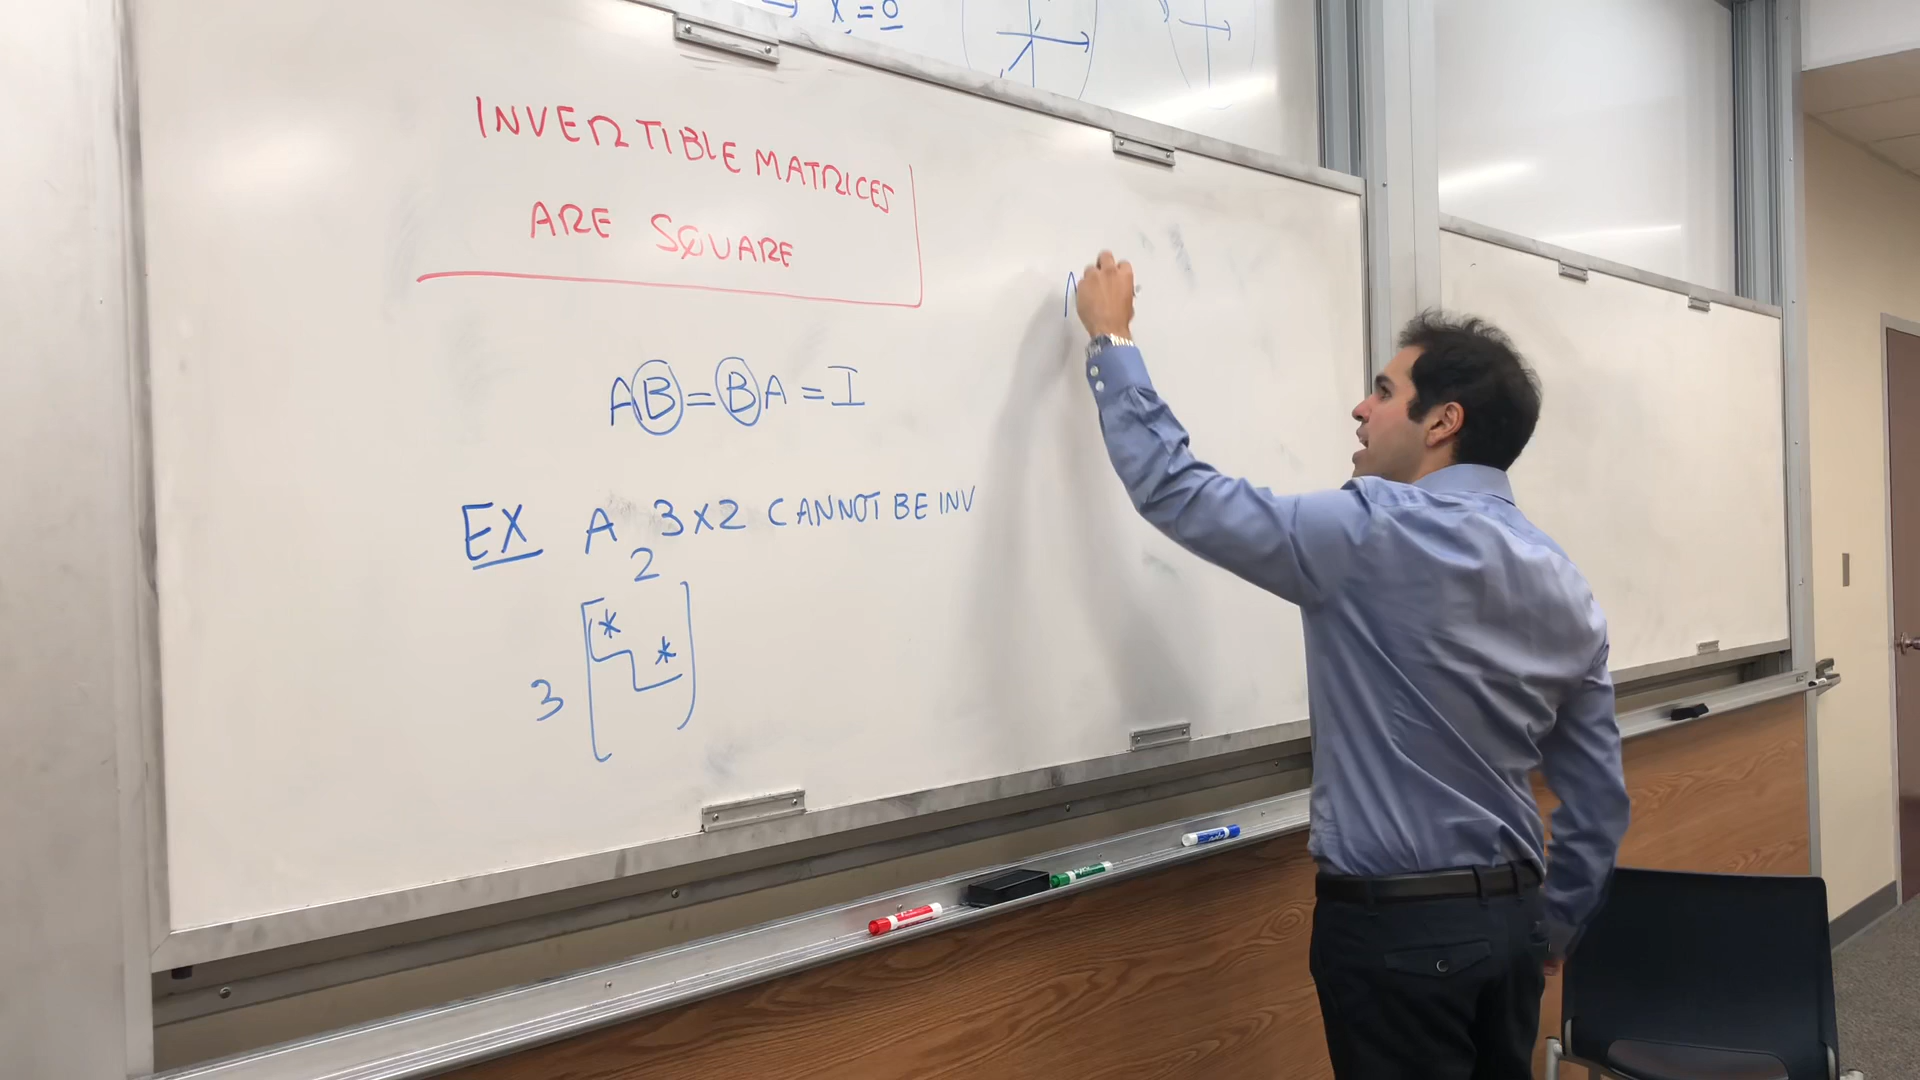 x = 0
INVERTIBLE MATRICES
ARE SQUARE
AB = BA = I
EX A 3x2 CANNOT BE INV
2
*
*
3